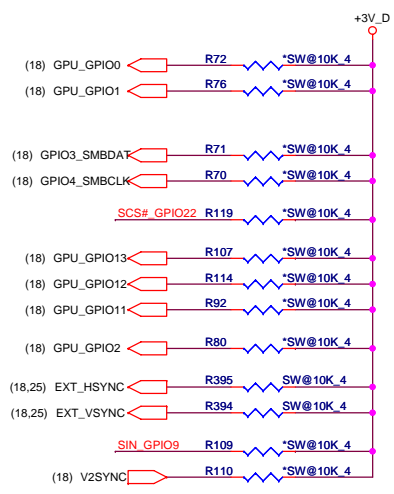 +3V_D
(18) GPU_GPIO0 R72 *SW@10K_4
(18) GPU_GPIO1 R76 *SW@10K_4
(18) GPIO3_SMBDAT R71 *SW@10K_4
(18) GPIO4_SMBCLK R70 *SW@10K_4
SCS#_GPIO22 R119 *SW@10K_4
(18) GPU_GPIO13 R107 *SW@10K_4
(18) GPU_GPIO12 R114 *SW@10K_4
(18) GPU_GPIO11 R92 *SW@10K_4
(18) GPU_GPIO2 R80 *SW@10K_4
(18,25) EXT_HSYNC R395 SW@10K_4
(18,25) EXT_VSYNC R394 SW@10K_4
SIN_GPIO9 R109 *SW@10K_4
(18) V2SYNC R110 *SW@10K_4